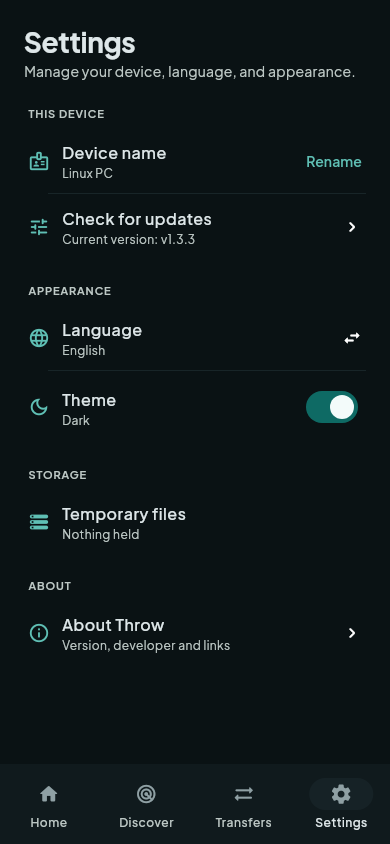 Settings
Manage your device, language, and appearance.
THIS DEVICE
Device name
Linux PC
Rename
Check for updates
Current version: v1.3.3
APPEARANCE
Language
English
Theme
Dark
STORAGE
Temporary files
Nothing held
ABOUT
About Throw
Version, developer and links
Home
Discover
Transfers
Settings